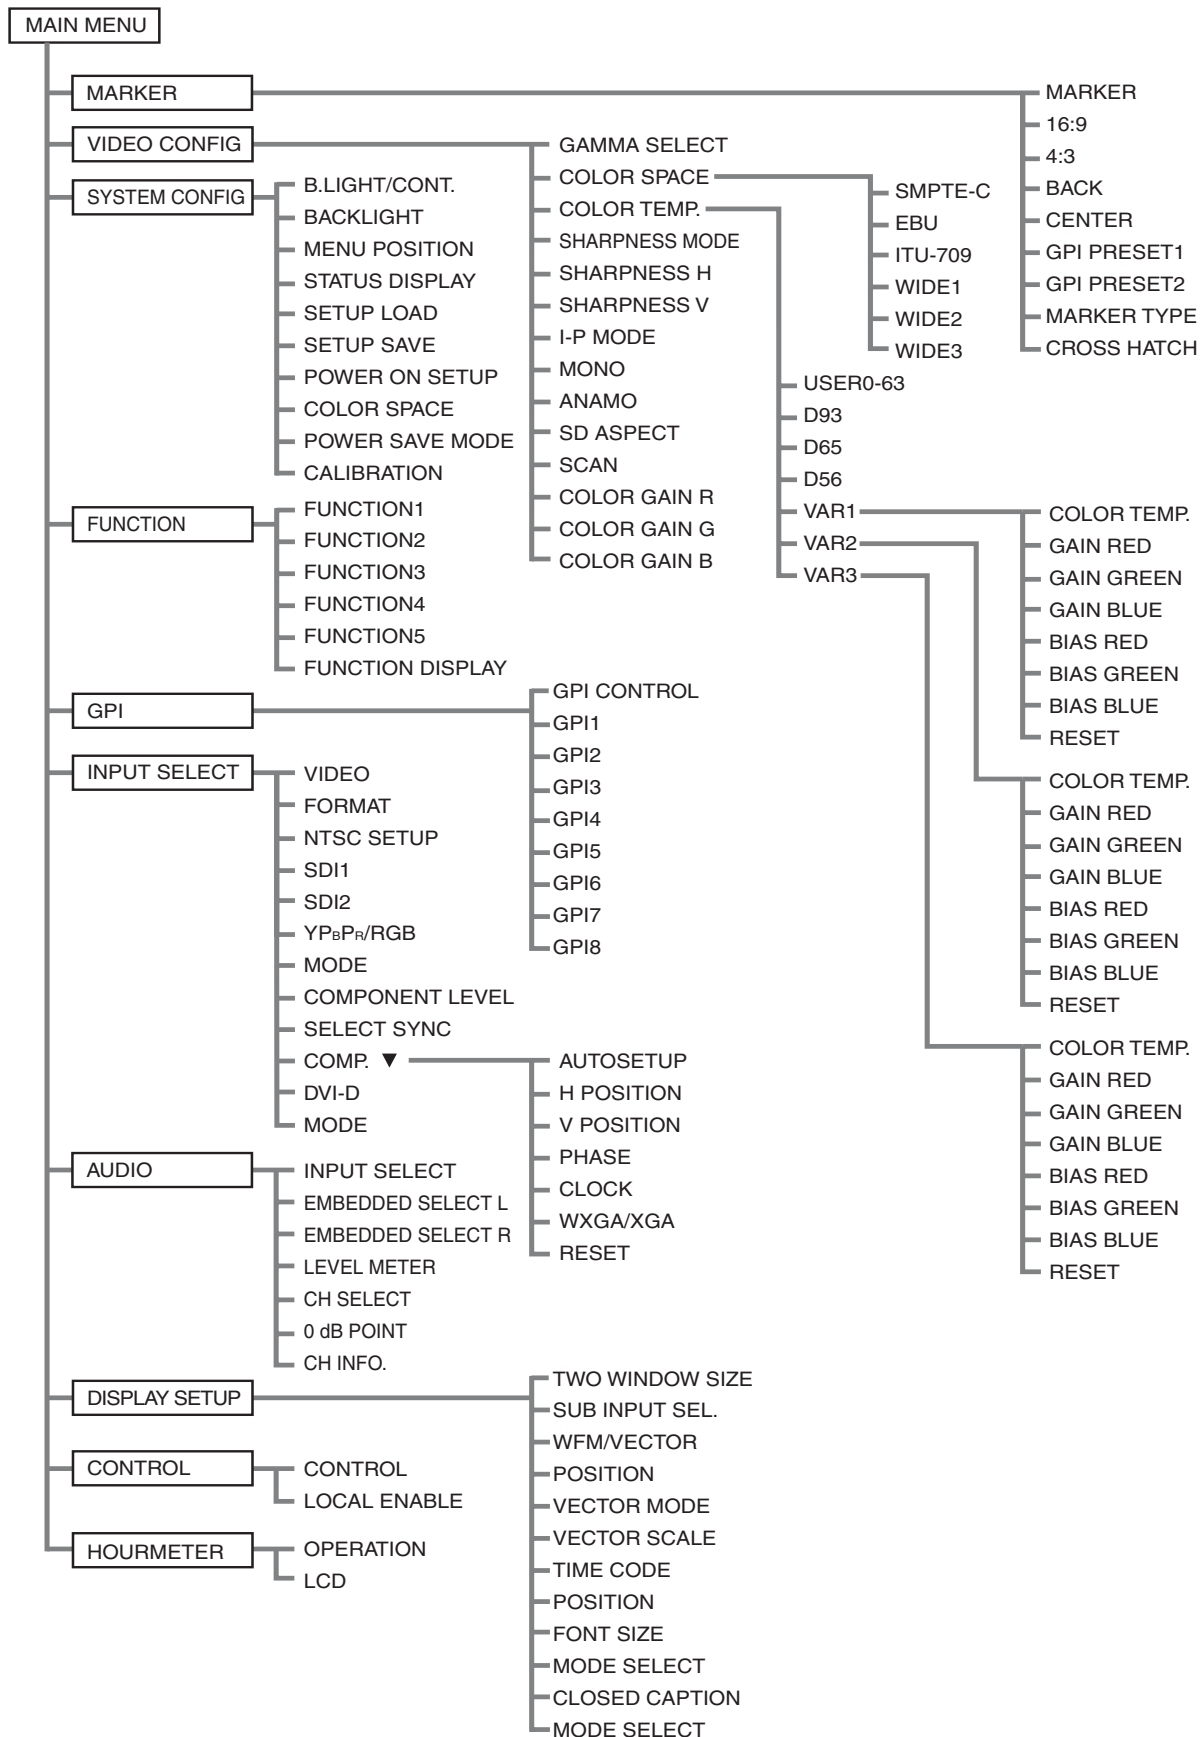 MAIN MENU
MARKER
MARKER
16:9
4:3
BACK
CENTER
GPI PRESET1
GPI PRESET2
MARKER TYPE
CROSS HATCH
VIDEO CONFIG
GAMMA SELECT
COLOR SPACE
SMPTE-C
EBU
ITU-709
WIDE1
WIDE2
WIDE3
COLOR TEMP.
USER0-63
D93
D65
D56
VAR1
COLOR TEMP.
GAIN RED
GAIN GREEN
GAIN BLUE
BIAS RED
BIAS GREEN
BIAS BLUE
RESET
VAR2
COLOR TEMP.
GAIN RED
GAIN GREEN
GAIN BLUE
BIAS RED
BIAS GREEN
BIAS BLUE
RESET
VAR3
COLOR TEMP.
GAIN RED
GAIN GREEN
GAIN BLUE
BIAS RED
BIAS GREEN
BIAS BLUE
RESET
SHARPNESS MODE
SHARPNESS H
SHARPNESS V
I-P MODE
MONO
ANAMO
SD ASPECT
SCAN
COLOR GAIN R
COLOR GAIN G
COLOR GAIN B
SYSTEM CONFIG
B.LIGHT/CONT.
BACKLIGHT
MENU POSITION
STATUS DISPLAY
SETUP LOAD
SETUP SAVE
POWER ON SETUP
COLOR SPACE
POWER SAVE MODE
CALIBRATION
FUNCTION
FUNCTION1
FUNCTION2
FUNCTION3
FUNCTION4
FUNCTION5
FUNCTION DISPLAY
GPI
GPI CONTROL
GPI1
GPI2
GPI3
GPI4
GPI5
GPI6
GPI7
GPI8
INPUT SELECT
VIDEO
FORMAT
NTSC SETUP
SDI1
SDI2
YPBPR/RGB
MODE
COMPONENT LEVEL
SELECT SYNC
COMP. ▼
AUTOSETUP
H POSITION
V POSITION
PHASE
CLOCK
WXGA/XGA
RESET
DVI-D
MODE
AUDIO
INPUT SELECT
EMBEDDED SELECT L
EMBEDDED SELECT R
LEVEL METER
CH SELECT
0 dB POINT
CH INFO.
DISPLAY SETUP
TWO WINDOW SIZE
SUB INPUT SEL.
WFM/VECTOR
POSITION
VECTOR MODE
VECTOR SCALE
TIME CODE
POSITION
FONT SIZE
MODE SELECT
CLOSED CAPTION
MODE SELECT
CONTROL
CONTROL
LOCAL ENABLE
HOURMETER
OPERATION
LCD